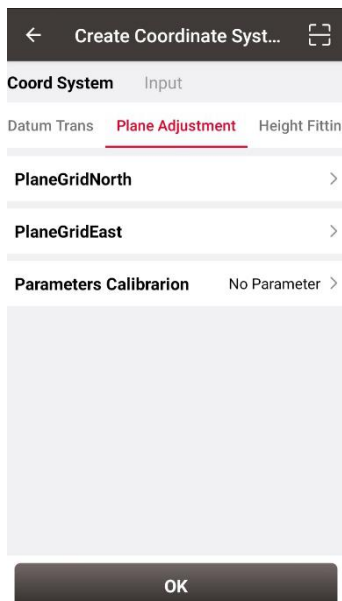 Create Coordinate Syst...
Coord System Input
Datum Trans Plane Adjustment Height Fittin
PlaneGridNorth
PlaneGridEast
Parameters Calibrarion No Parameter
OK